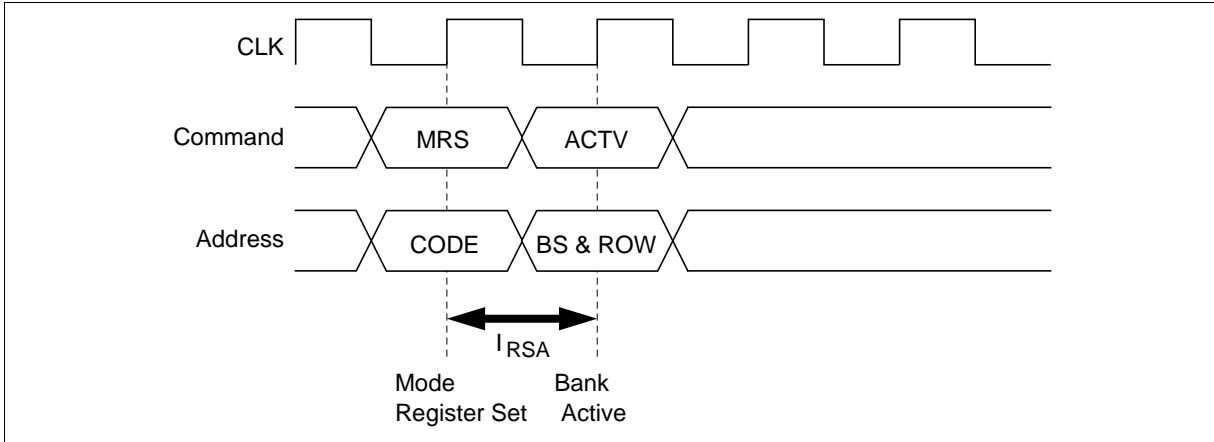 CLK
Command MRS ACTV
Address CODE BS & ROW
I RSA
Mode Bank
Register Set Active